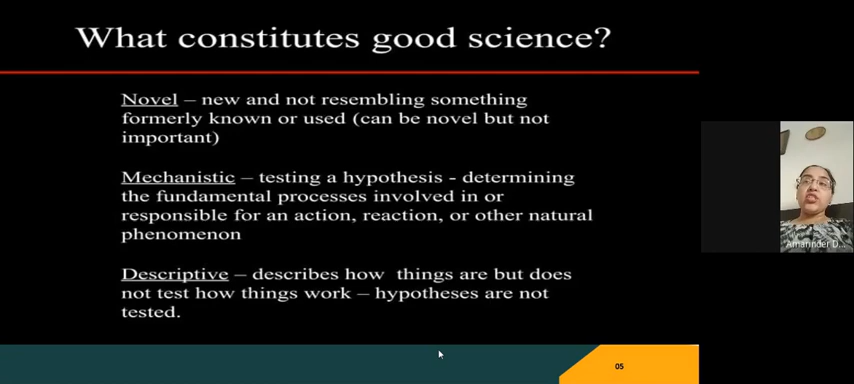 What constitutes good science?
Novel – new and not resembling something
formerly known or used (can be novel but not
important)
Mechanistic – testing a hypothesis - determining
the fundamental processes involved in or
responsible for an action, reaction, or other natural
phenomenon
Descriptive – describes how things are but does
not test how things work – hypotheses are not
tested.
Amarinder D...
05